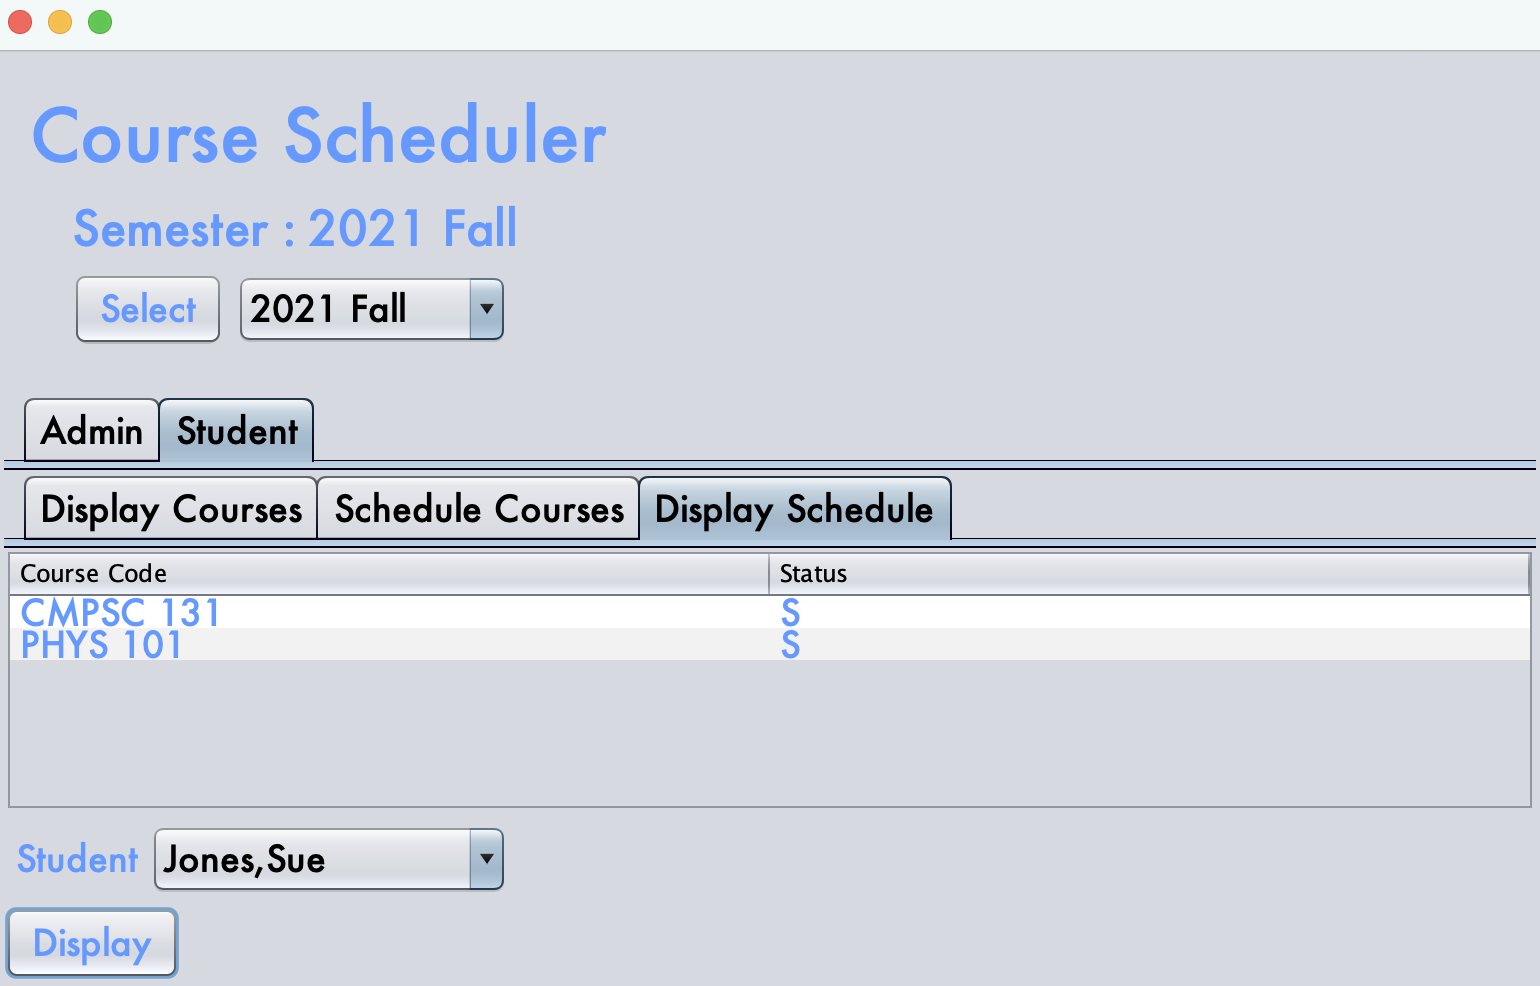 Course Scheduler
Semester : 2021 Fall
Select 2021 Fall
Admin Student
Display Courses Schedule Courses Display Schedule
Course Code Status
CMPSC 131 S
PHYS 101 S
Student Jones,Sue
Display